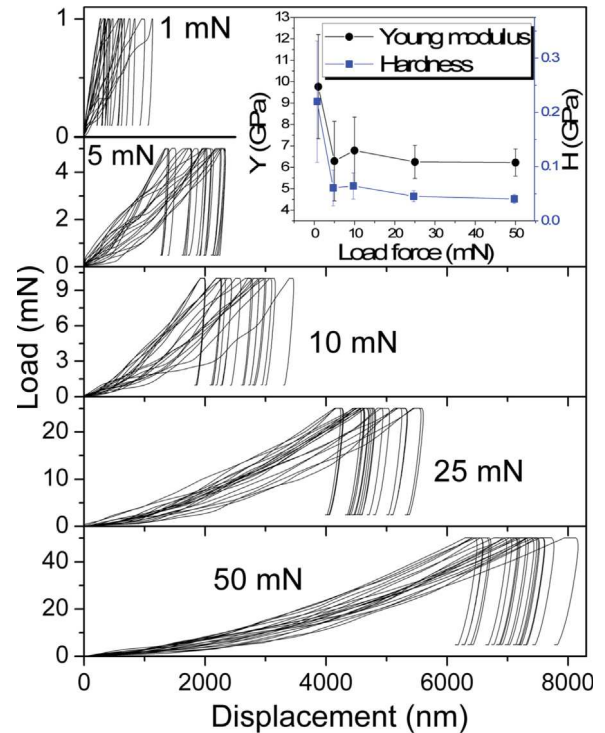 1
0
1 mN
13
12
11
10
9
8
7
6
5
4
Y (GPa)
Young modulus
Hardness
0.3
0.2
0.1
0.0
H (GPa)
0 10 20 30 40 50
Load force (mN)
4
2
0
5 mN
9
6
3
0
10 mN
Load (mN)
20
10
0
25 mN
40
20
0
50 mN
0 2000 4000 6000 8000
Displacement (nm)